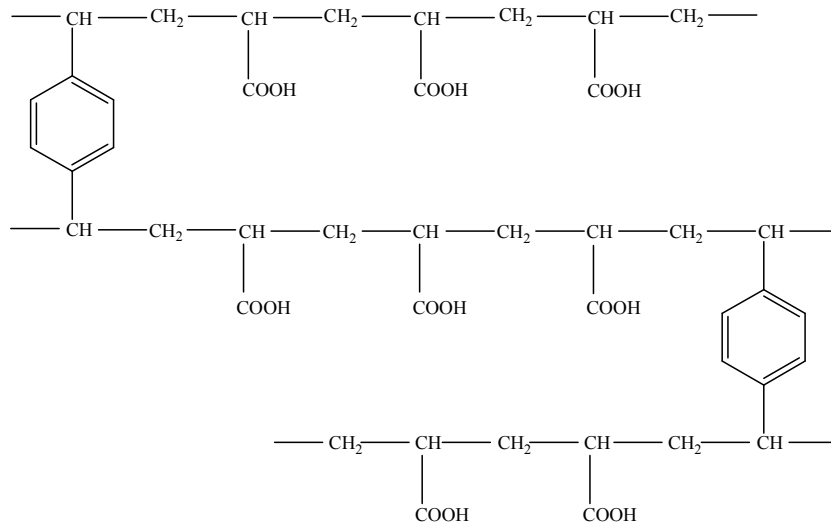 CH CH₂ CH CH₂ CH CH₂ CH CH₂
COOH COOH COOH
CH CH₂ CH CH₂ CH CH₂ CH CH₂ CH
COOH COOH COOH
CH₂ CH CH₂ CH CH₂ CH
COOH COOH